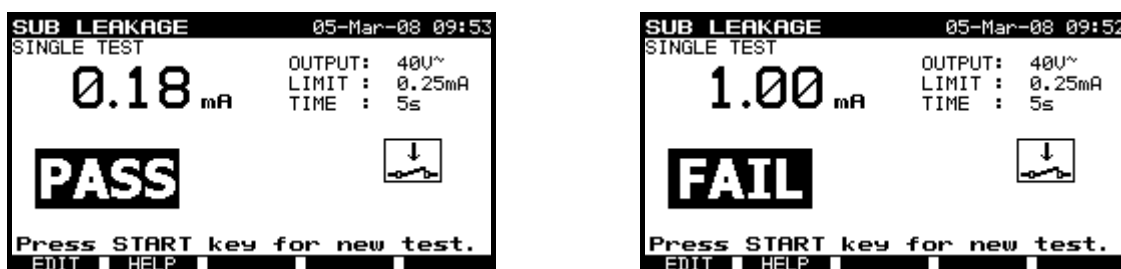 SUB LEAKAGE 05-Mar-08 09:53
SINGLE TEST
0.18 mA
OUTPUT: 40V~
LIMIT : 0.25mA
TIME : 5s
PASS
Press START key for new test.
EDIT HELP
SUB LEAKAGE 05-Mar-08 09:52
SINGLE TEST
1.00 mA
OUTPUT: 40V~
LIMIT : 0.25mA
TIME : 5s
FAIL
Press START key for new test.
EDIT HELP